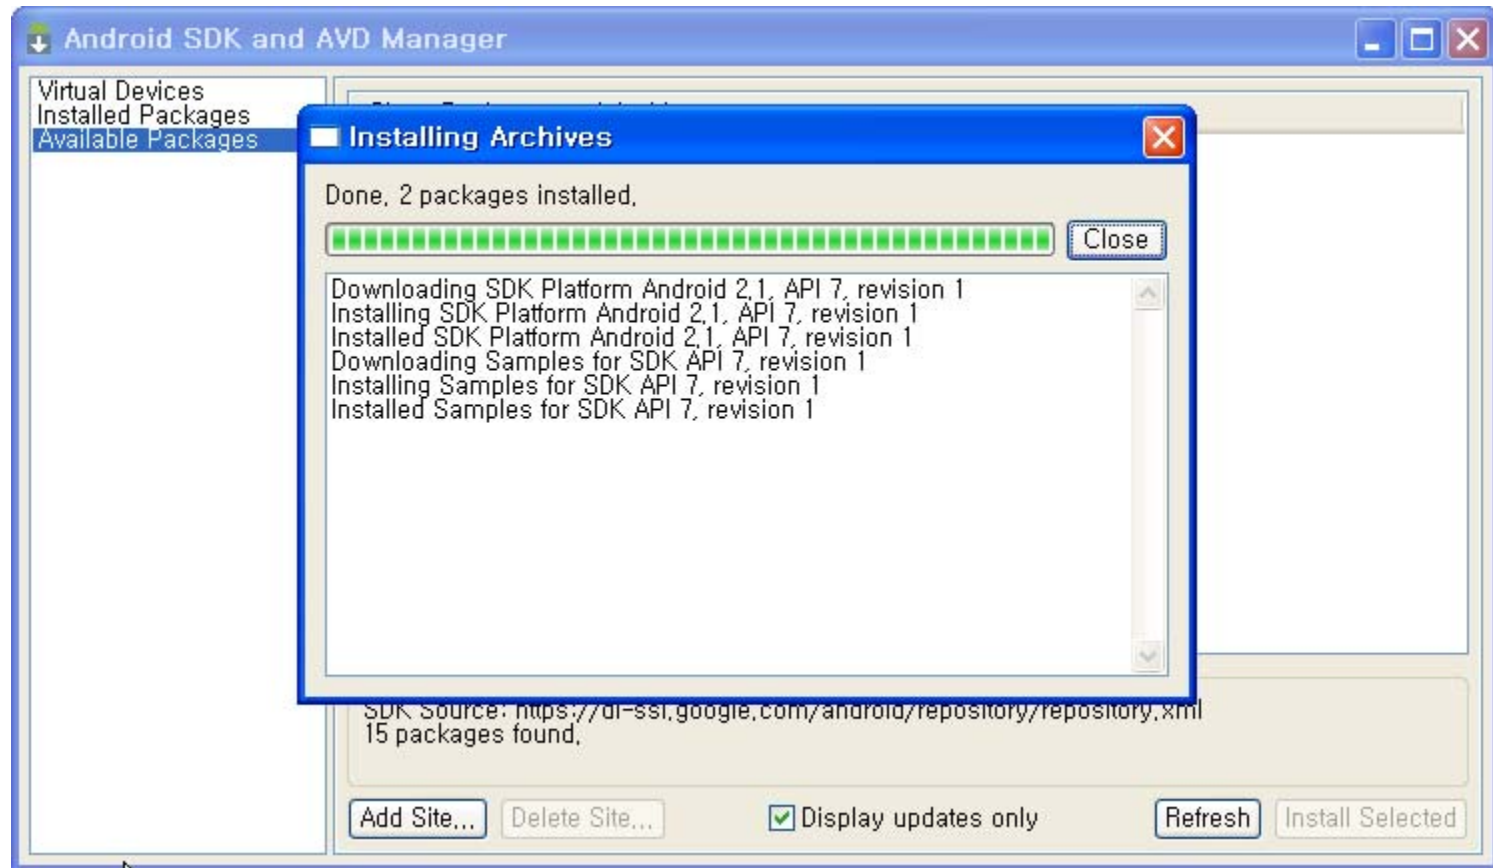 Android SDK and AVD Manager
Virtual Devices
Installed Packages
Available Packages
Installing Archives
Done, 2 packages installed,
Close
Downloading SDK Platform Android 2,1, API 7, revision 1
Installing SDK Platform Android 2,1, API 7, revision 1
Installed SDK Platform Android 2,1, API 7, revision 1
Downloading Samples for SDK API 7, revision 1
Installing Samples for SDK API 7, revision 1
Installed Samples for SDK API 7, revision 1
SDK Source: https://dl-ssl,google,com/android/repository/repository,xml
15 packages found,
Add Site,,,
Delete Site,,,
Display updates only
Refresh
Install Selected